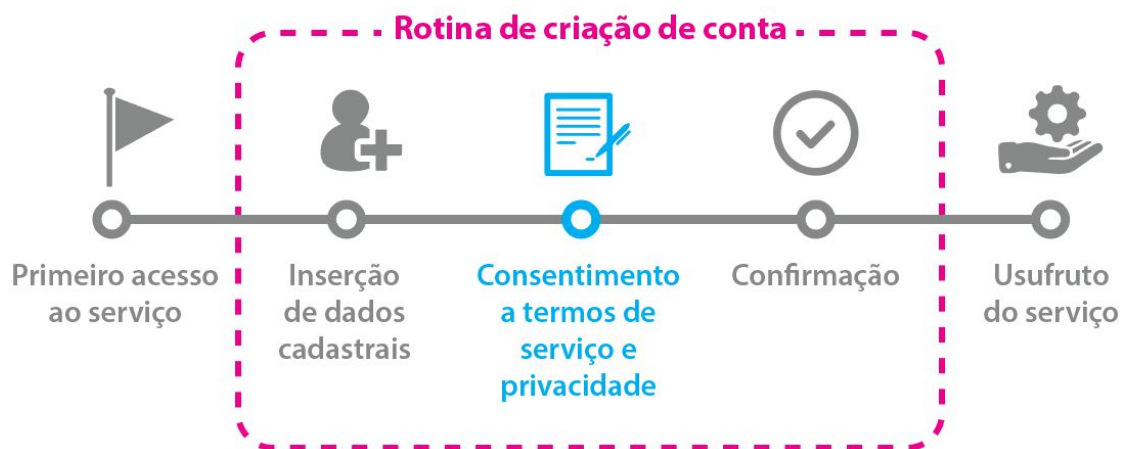 Rotina de criação de conta
Primeiro acesso
ao serviço
Inserção
de dados
cadastrais
Consentimento
a termos de
serviço e
privacidade
Confirmação
Usufruto
do serviço